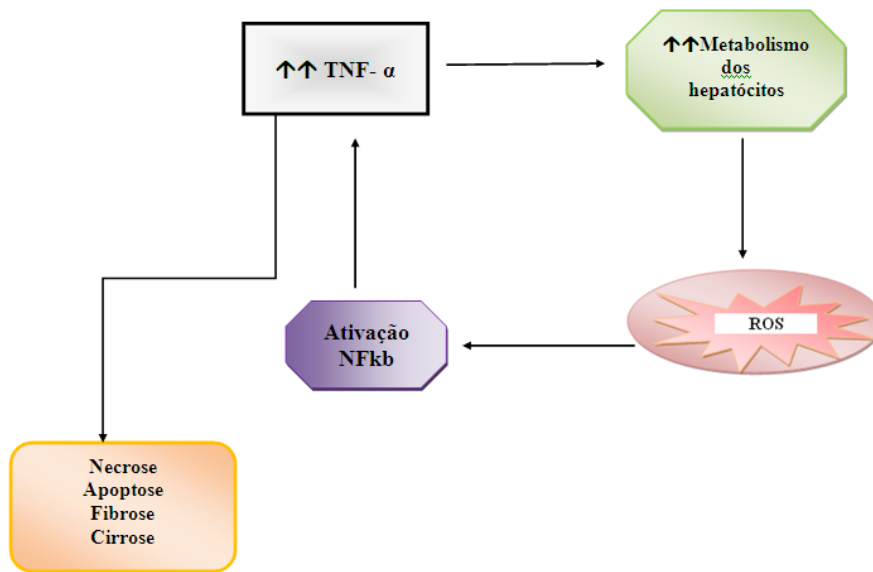 ↑↑ TNF- α
↑↑Metabolismo
dos
hepatócitos
ROS
Ativação
NFkb
Necrose
Apoptose
Fibrose
Cirrose